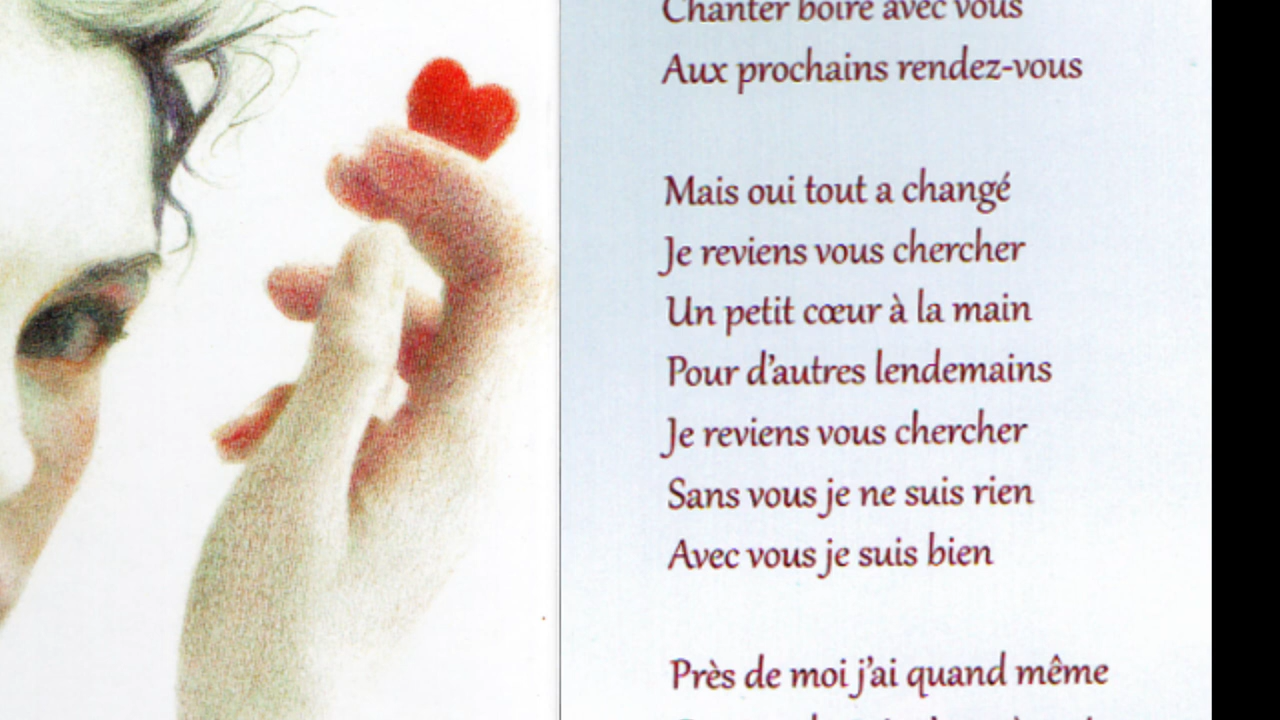 Chanter boire avec vous
Aux prochains rendez-vous
Mais oui tout a changé
Je reviens vous chercher
Un petit cœur à la main
Pour d’autres lendemains
Je reviens vous chercher
Sans vous je ne suis rien
Avec vous je suis bien
Près de moi j’ai quand même